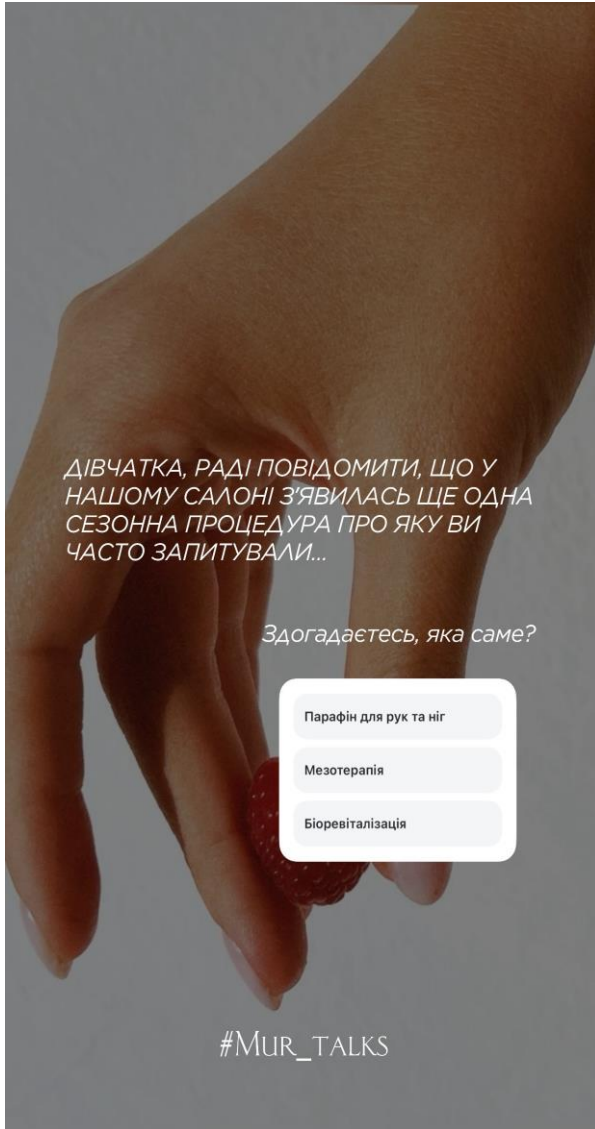 ДІВЧАТКА, РАДІ ПОВІДОМИТИ, ЩО У
НАШОМУ САЛОНІ З'ЯВИЛАСЬ ЩЕ ОДНА
СЕЗОННА ПРОЦЕДУРА ПРО ЯКУ ВИ
ЧАСТО ЗАПИТУВАЛИ...
Здогадаєтесь, яка саме?
Парафін для рук та ніг
Мезотерапія
Біоревіталізація
#MUR_TALKS